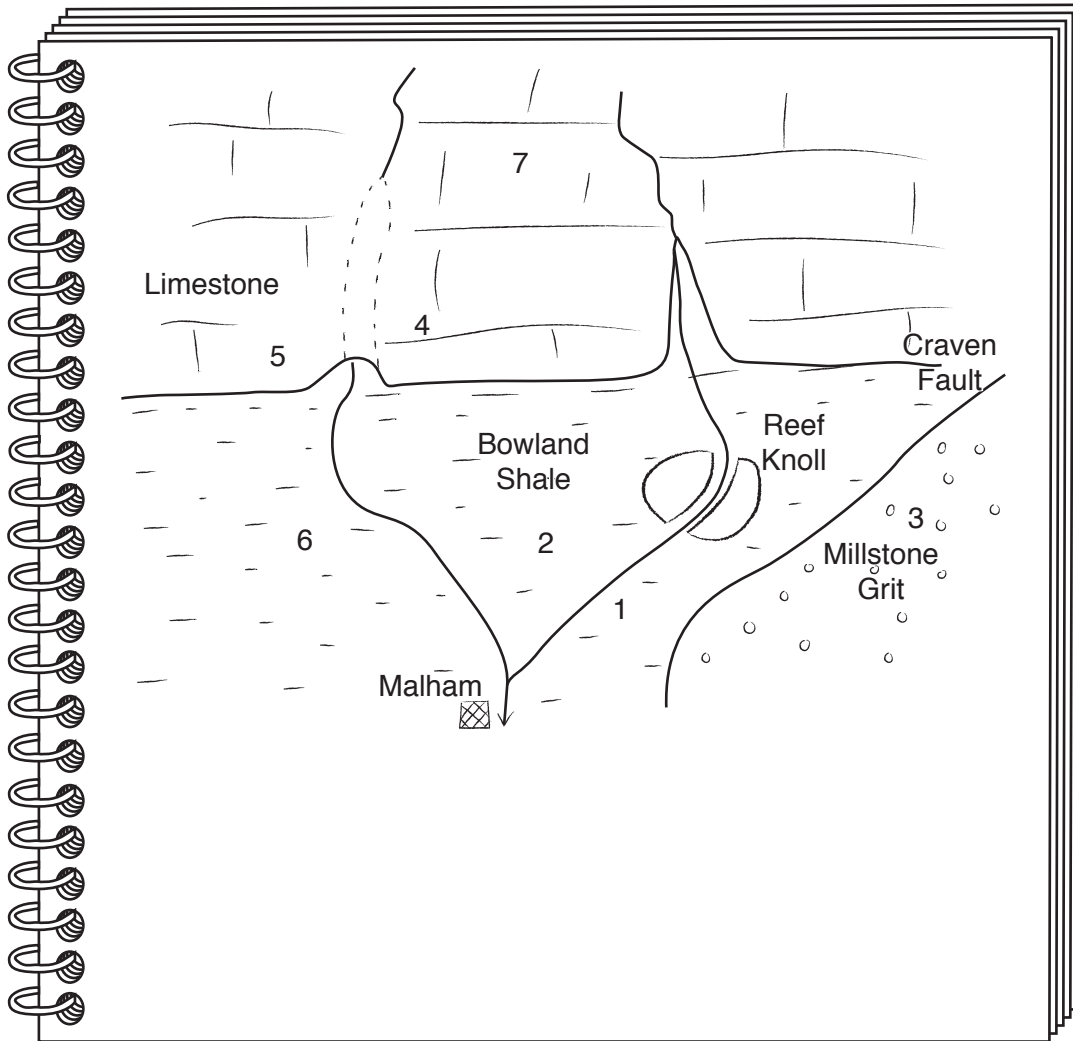 7
Limestone
4
5
Craven
Fault
Reef
Knoll
Bowland
Shale
3
6
2
Millstone
Grit
1
Malham